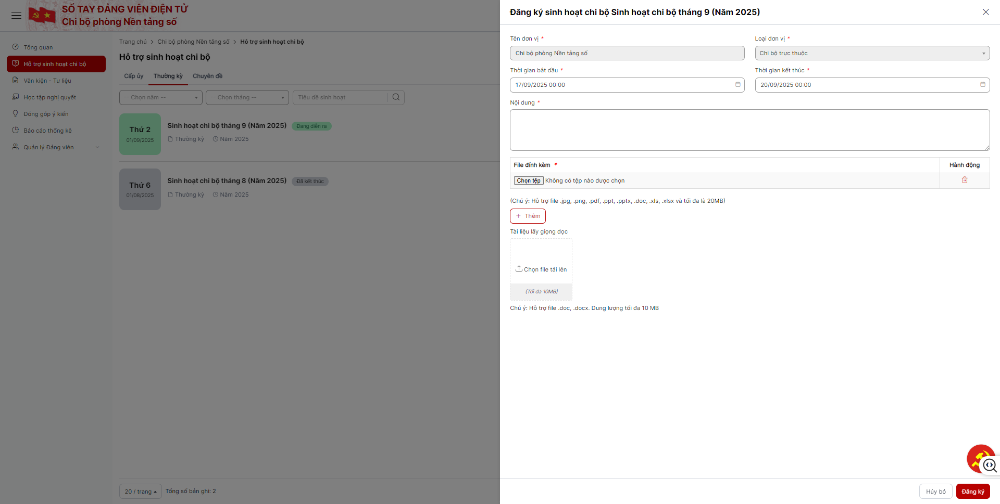 SỔ TAY ĐẢNG VIÊN ĐIỆN TỬ
Chi bộ phòng Nền tảng số
Tổng quan
Hỗ trợ sinh hoạt chi bộ
Văn kiện - Tư liệu
Học tập nghị quyết
Đóng góp ý kiến
Báo cáo thống kê
Quản lý Đảng viên
Trang chủ > Chi bộ phòng Nền tảng số > Hỗ trợ sinh hoạt chi bộ
Hỗ trợ sinh hoạt chi bộ
Cấp ủy Thường kỳ Chuyên đề
-- Chọn năm -- -- Chọn tháng -- Tiêu đề sinh hoạt
Thứ 2
01/09/2025
Sinh hoạt chi bộ tháng 9 (Năm 2025) Đang diễn ra
Thường kỳ Năm 2025
Thứ 6
01/08/2025
Sinh hoạt chi bộ tháng 8 (Năm 2025) Đã kết thúc
Thường kỳ Năm 2025
20 / trang Tổng số bản ghi: 2
Đăng ký sinh hoạt chi bộ Sinh hoạt chi bộ tháng 9 (Năm 2025)
Tên đơn vị * Loại đơn vị *
Chi bộ phòng Nền tảng số Chi bộ trực thuộc
Thời gian bắt đầu * Thời gian kết thúc *
17/09/2025 00:00 20/09/2025 00:00
Nội dung *
File đính kèm * Hành động
Chọn tệp Không có tệp nào được chọn
(Chú ý: Hỗ trợ file .jpg, .png, .pdf, .ppt, .pptx, .doc, .xls, .xlsx và tối đa là 20MB)
+ Thêm
Tài liệu lấy giọng đọc
Chọn file tải lên
(Tối đa 10MB)
Chú ý: Hỗ trợ file .doc, .docx. Dung lượng tối đa 10 MB
Hủy bỏ Đăng ký